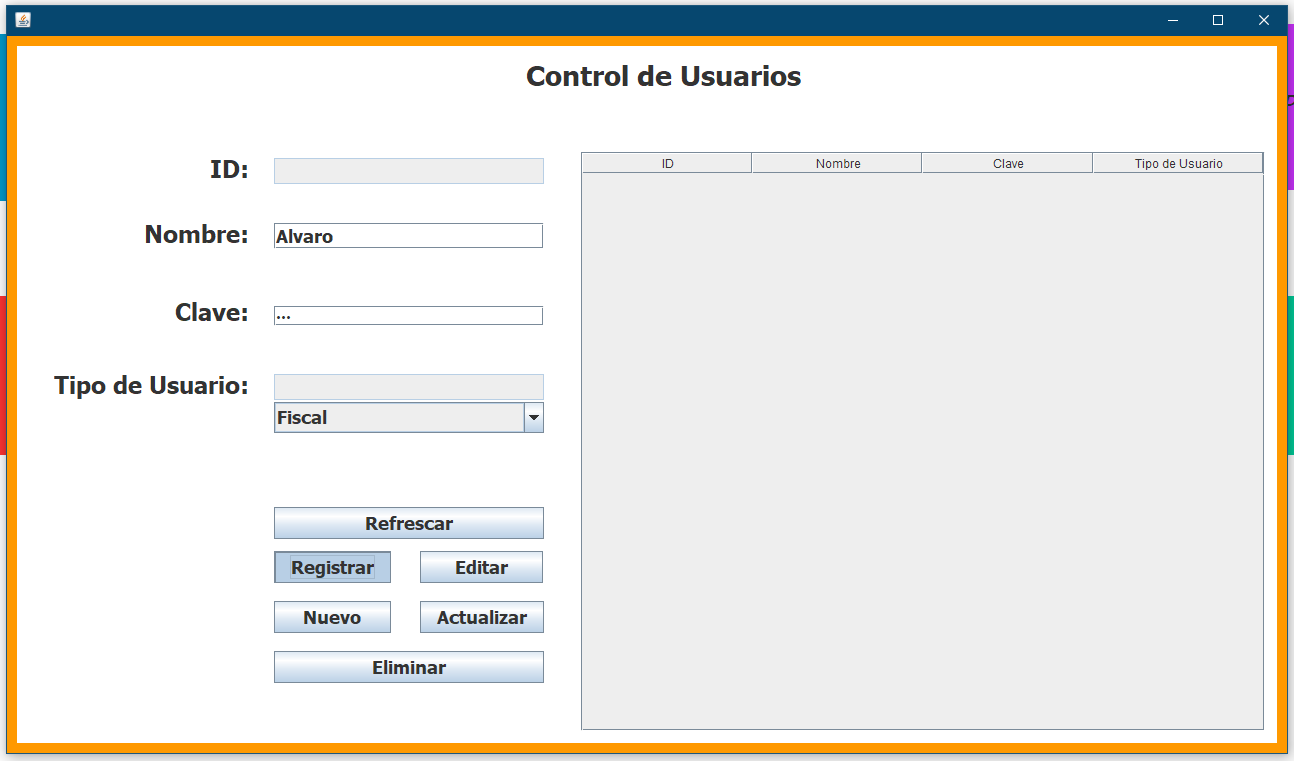 Control de Usuarios
ID:
Nombre: Alvaro
Clave: ...
Tipo de Usuario:
Fiscal
Refrescar
Registrar Editar
Nuevo Actualizar
Eliminar
ID Nombre Clave Tipo de Usuario